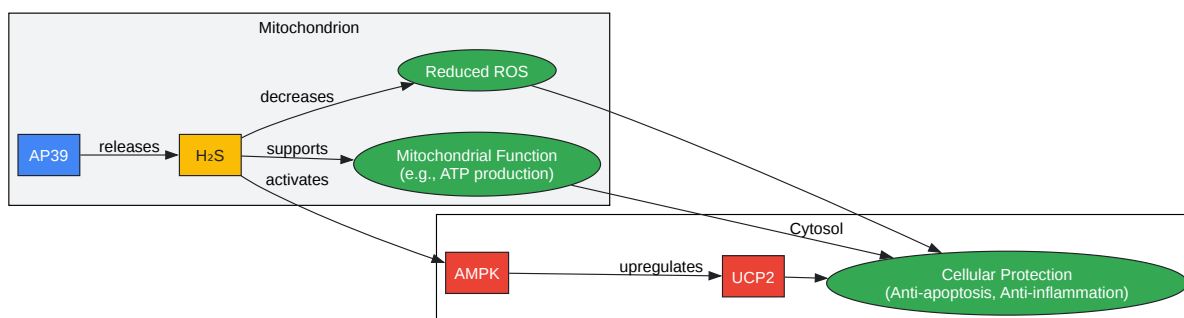 Mitochondrion
Reduced ROS
decreases
AP39
releases
H₂S
supports
Mitochondrial Function
(e.g., ATP production)
activates
Cytosol
AMPK
upregulates
UCP2
Cellular Protection
(Anti-apoptosis, Anti-inflammation)